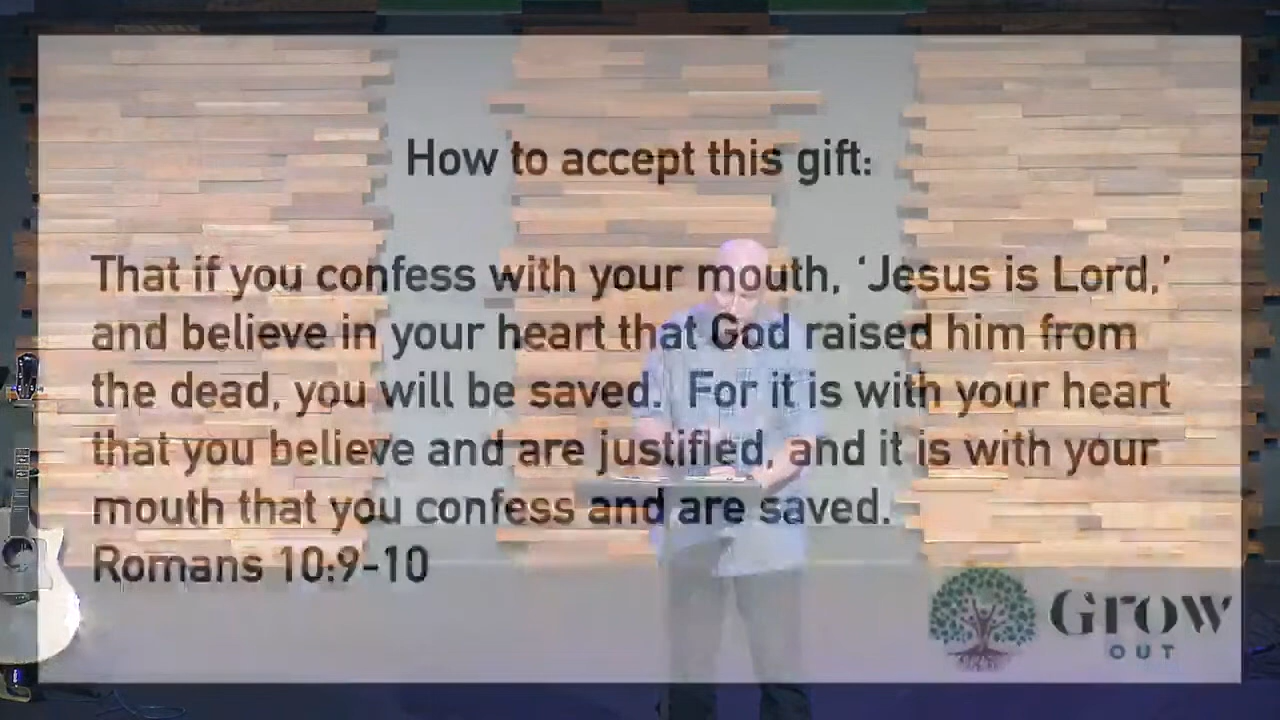 How to accept this gift:
That if you confess with your mouth, ‘Jesus is Lord,’
and believe in your heart that God raised him from
the dead, you will be saved.  For it is with your heart
that you believe and are justified, and it is with your
mouth that you confess and are saved.
Romans 10:9-10
Grow
OUT